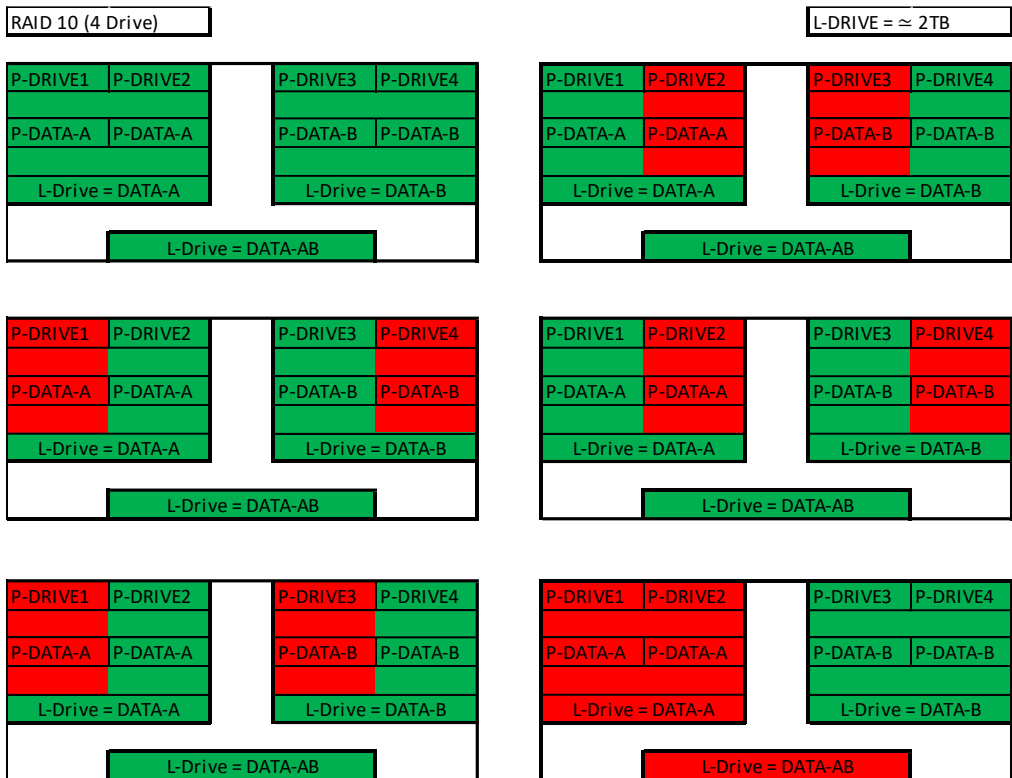 RAID 10 (4 Drive)
L-DRIVE = ≃ 2TB
P-DRIVE1 P-DRIVE2 P-DRIVE3 P-DRIVE4
P-DATA-A P-DATA-A P-DATA-B P-DATA-B
L-Drive = DATA-A L-Drive = DATA-B
L-Drive = DATA-AB
P-DRIVE1 P-DRIVE2 P-DRIVE3 P-DRIVE4
P-DATA-A P-DATA-A P-DATA-B P-DATA-B
L-Drive = DATA-A L-Drive = DATA-B
L-Drive = DATA-AB
P-DRIVE1 P-DRIVE2 P-DRIVE3 P-DRIVE4
P-DATA-A P-DATA-A P-DATA-B P-DATA-B
L-Drive = DATA-A L-Drive = DATA-B
L-Drive = DATA-AB
P-DRIVE1 P-DRIVE2 P-DRIVE3 P-DRIVE4
P-DATA-A P-DATA-A P-DATA-B P-DATA-B
L-Drive = DATA-A L-Drive = DATA-B
L-Drive = DATA-AB
P-DRIVE1 P-DRIVE2 P-DRIVE3 P-DRIVE4
P-DATA-A P-DATA-A P-DATA-B P-DATA-B
L-Drive = DATA-A L-Drive = DATA-B
L-Drive = DATA-AB
P-DRIVE1 P-DRIVE2 P-DRIVE3 P-DRIVE4
P-DATA-A P-DATA-A P-DATA-B P-DATA-B
L-Drive = DATA-A L-Drive = DATA-B
L-Drive = DATA-AB